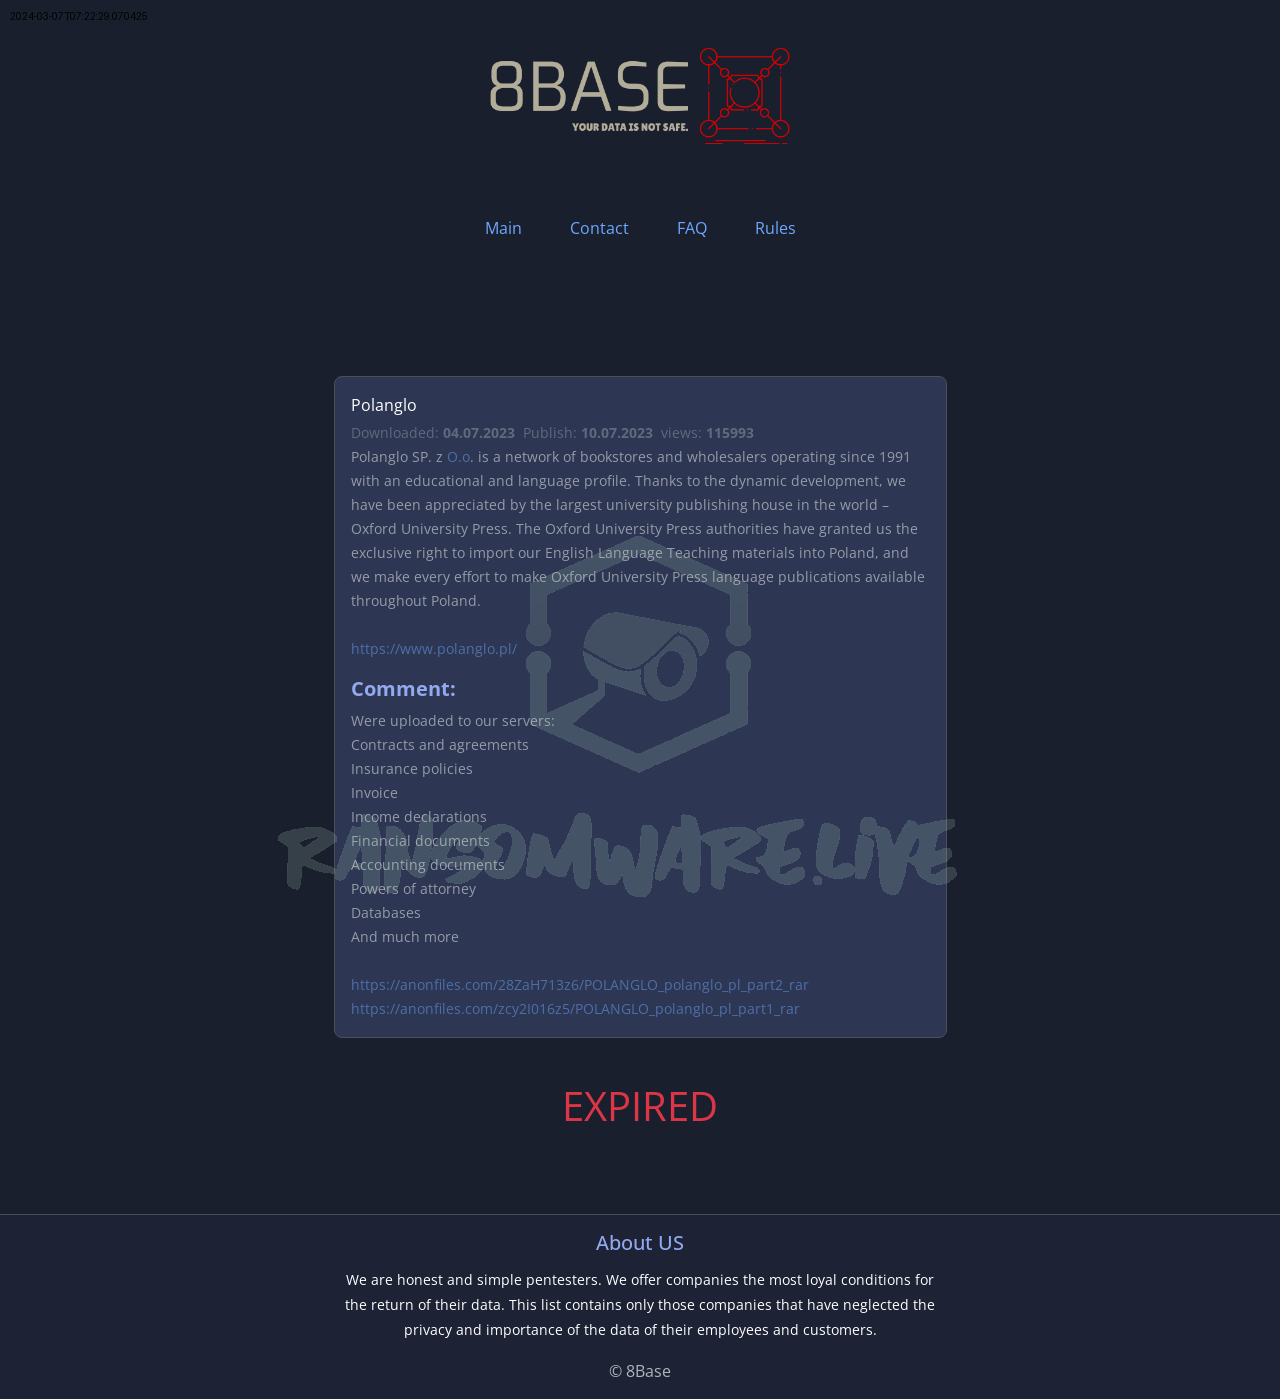 2024-03-07T07:22:29.070425
8BASE
YOUR DATA IS NOT SAFE.
Main Contact FAQ Rules
Polanglo
Downloaded: 04.07.2023 Publish: 10.07.2023 views: 115993
Polanglo SP. z O.o. is a network of bookstores and wholesalers operating since 1991
with an educational and language profile. Thanks to the dynamic development, we
have been appreciated by the largest university publishing house in the world –
Oxford University Press. The Oxford University Press authorities have granted us the
exclusive right to import our English Language Teaching materials into Poland, and
we make every effort to make Oxford University Press language publications available
throughout Poland.
https://www.polanglo.pl/
Comment:
Were uploaded to our servers:
Contracts and agreements
Insurance policies
Invoice
Income declarations
Financial documents
Accounting documents
Powers of attorney
Databases
And much more
RANSOMWARE.LIVE
https://anonfiles.com/28ZaH713z6/POLANGLO_polanglo_pl_part2_rar
https://anonfiles.com/zcy2I016z5/POLANGLO_polanglo_pl_part1_rar
EXPIRED
About US
We are honest and simple pentesters. We offer companies the most loyal conditions for
the return of their data. This list contains only those companies that have neglected the
privacy and importance of the data of their employees and customers.
© 8Base